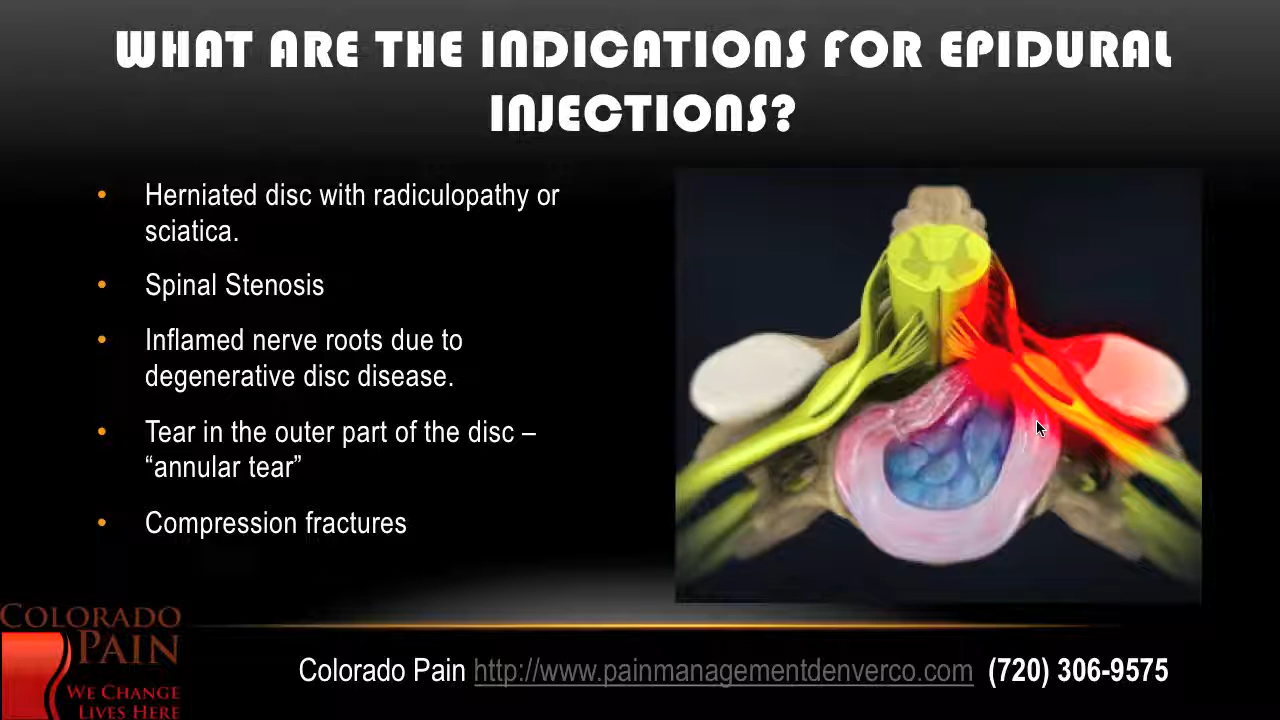 WHAT ARE THE INDICATIONS FOR EPIDURAL
INJECTIONS?
• Herniated disc with radiculopathy or
sciatica.
• Spinal Stenosis
• Inflamed nerve roots due to
degenerative disc disease.
• Tear in the outer part of the disc –
“annular tear”
• Compression fractures
COLORADO
PAIN
WE CHANGE
LIVES HERE
Colorado Pain http://www.painmanagementdenverco.com (720) 306-9575